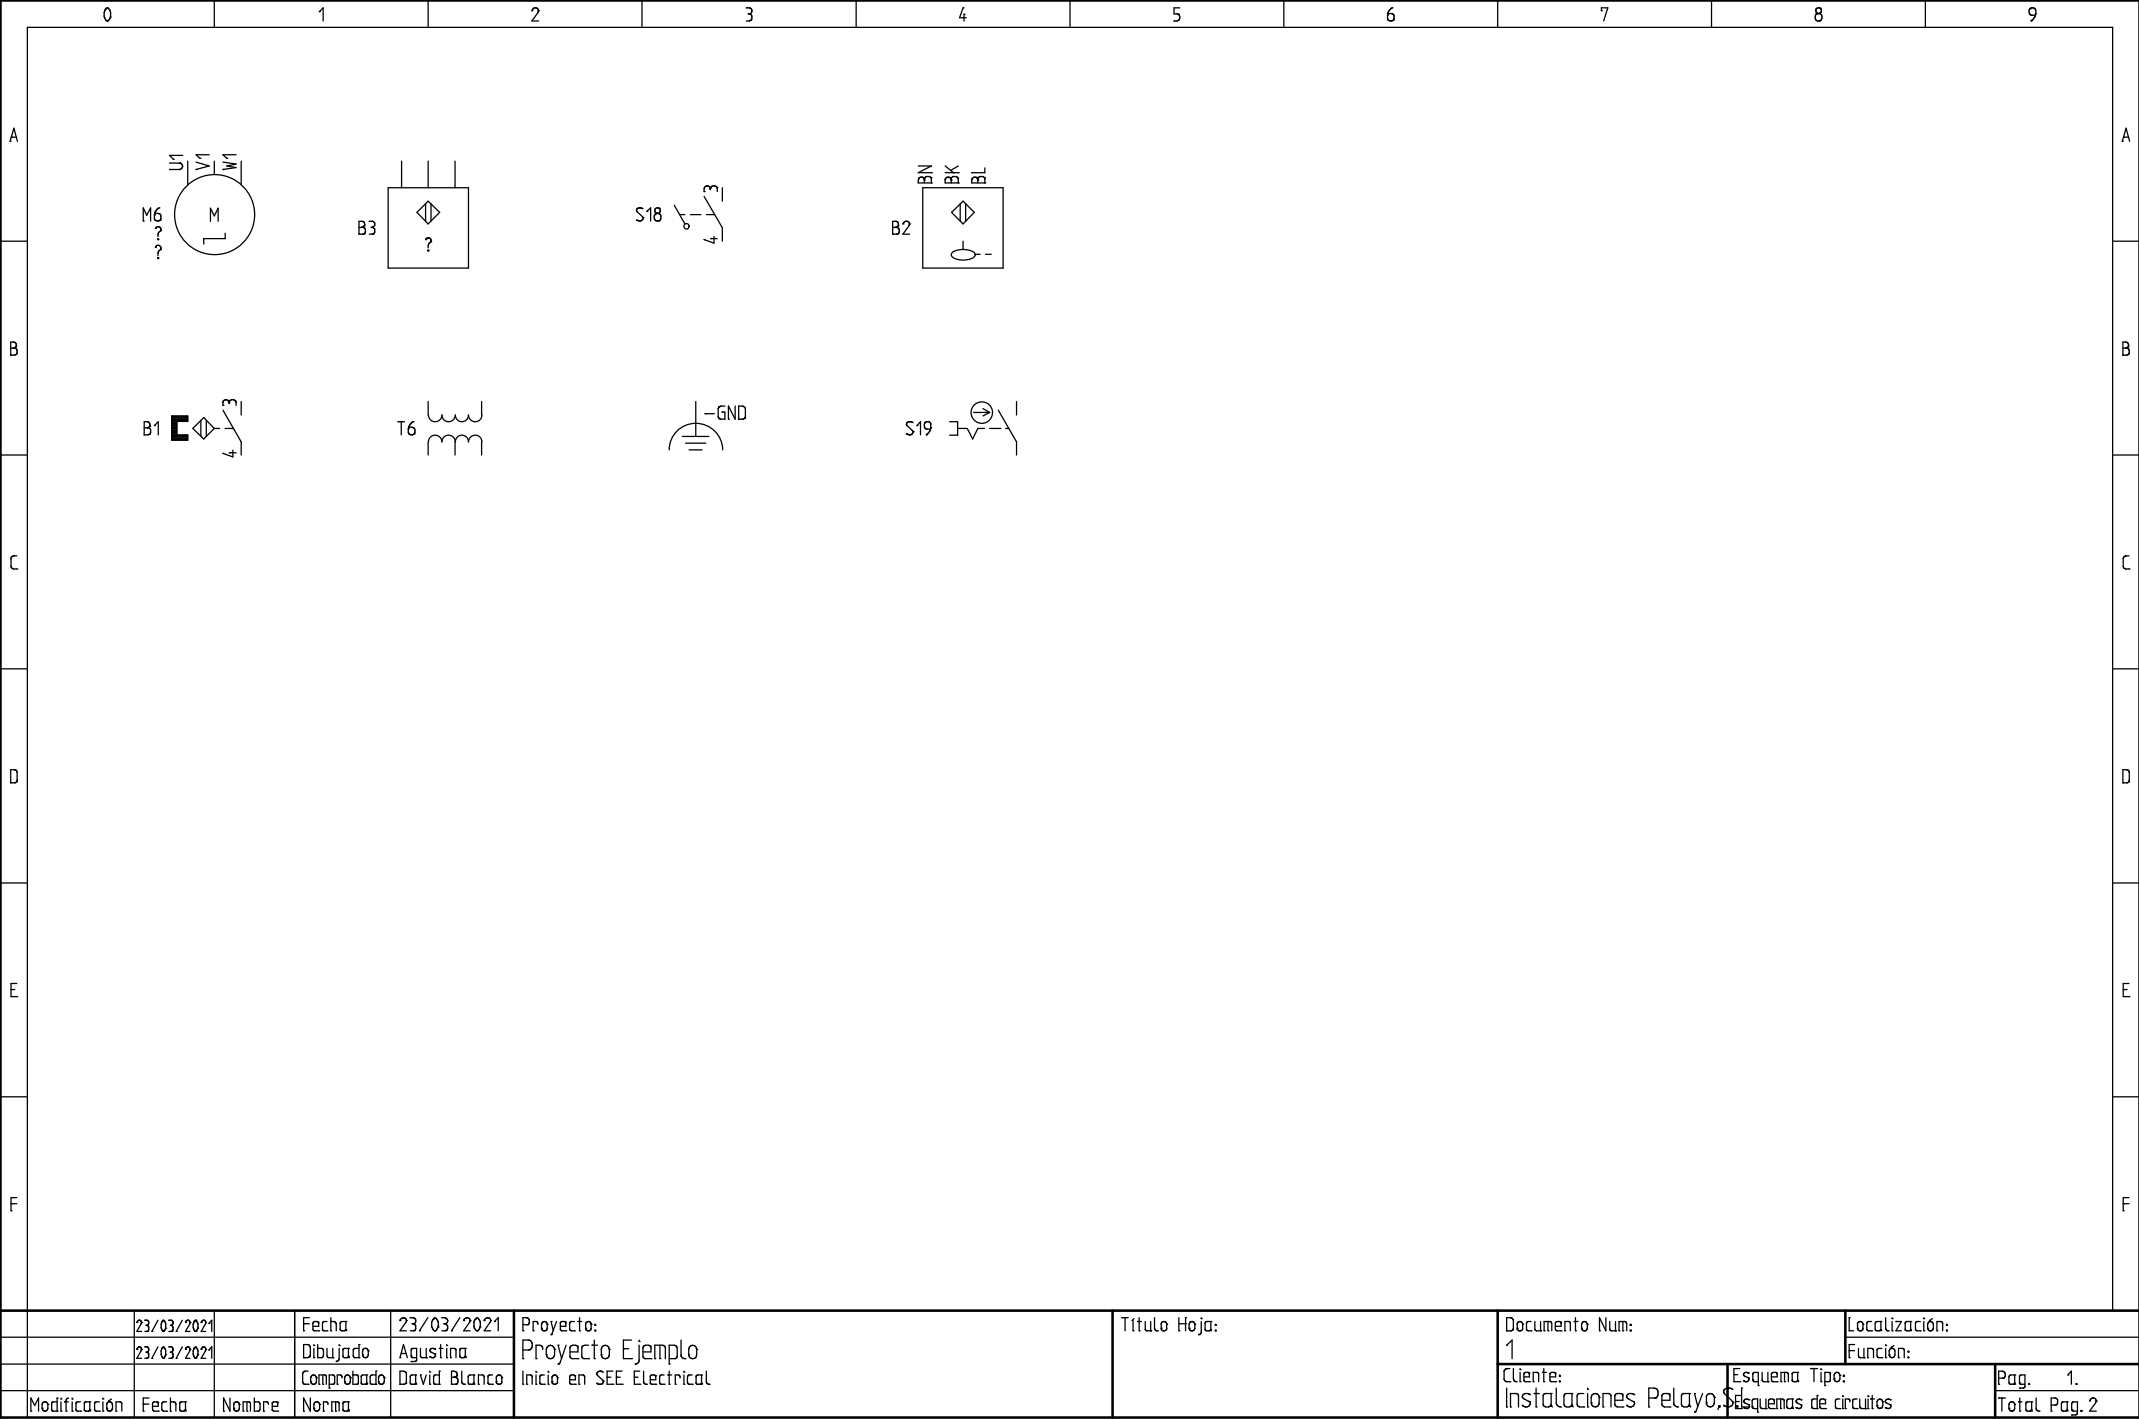 0 1 2 3 4 5 6 7 8 9
A A
U1 V1 W1
M6 M
?
?
B3
?
S18 3 4
BN BK BL
B2
B B
B1 3 4
T6
-GND
S19
C C
D D
E E
F F
23/03/2021 Fecha 23/03/2021
23/03/2021 Dibujado Agustina
Comprobado David Blanco
Modificación Fecha Nombre Norma
Proyecto:
Proyecto Ejemplo
Inicio en SEE Electrical
Título Hoja:
Documento Num:
1
Localización:
Función:
Cliente:
Instalaciones Pelayo,Sl.
Esquema Tipo:
Esquemas de circuitos
Pag. 1.
Total Pag. 2